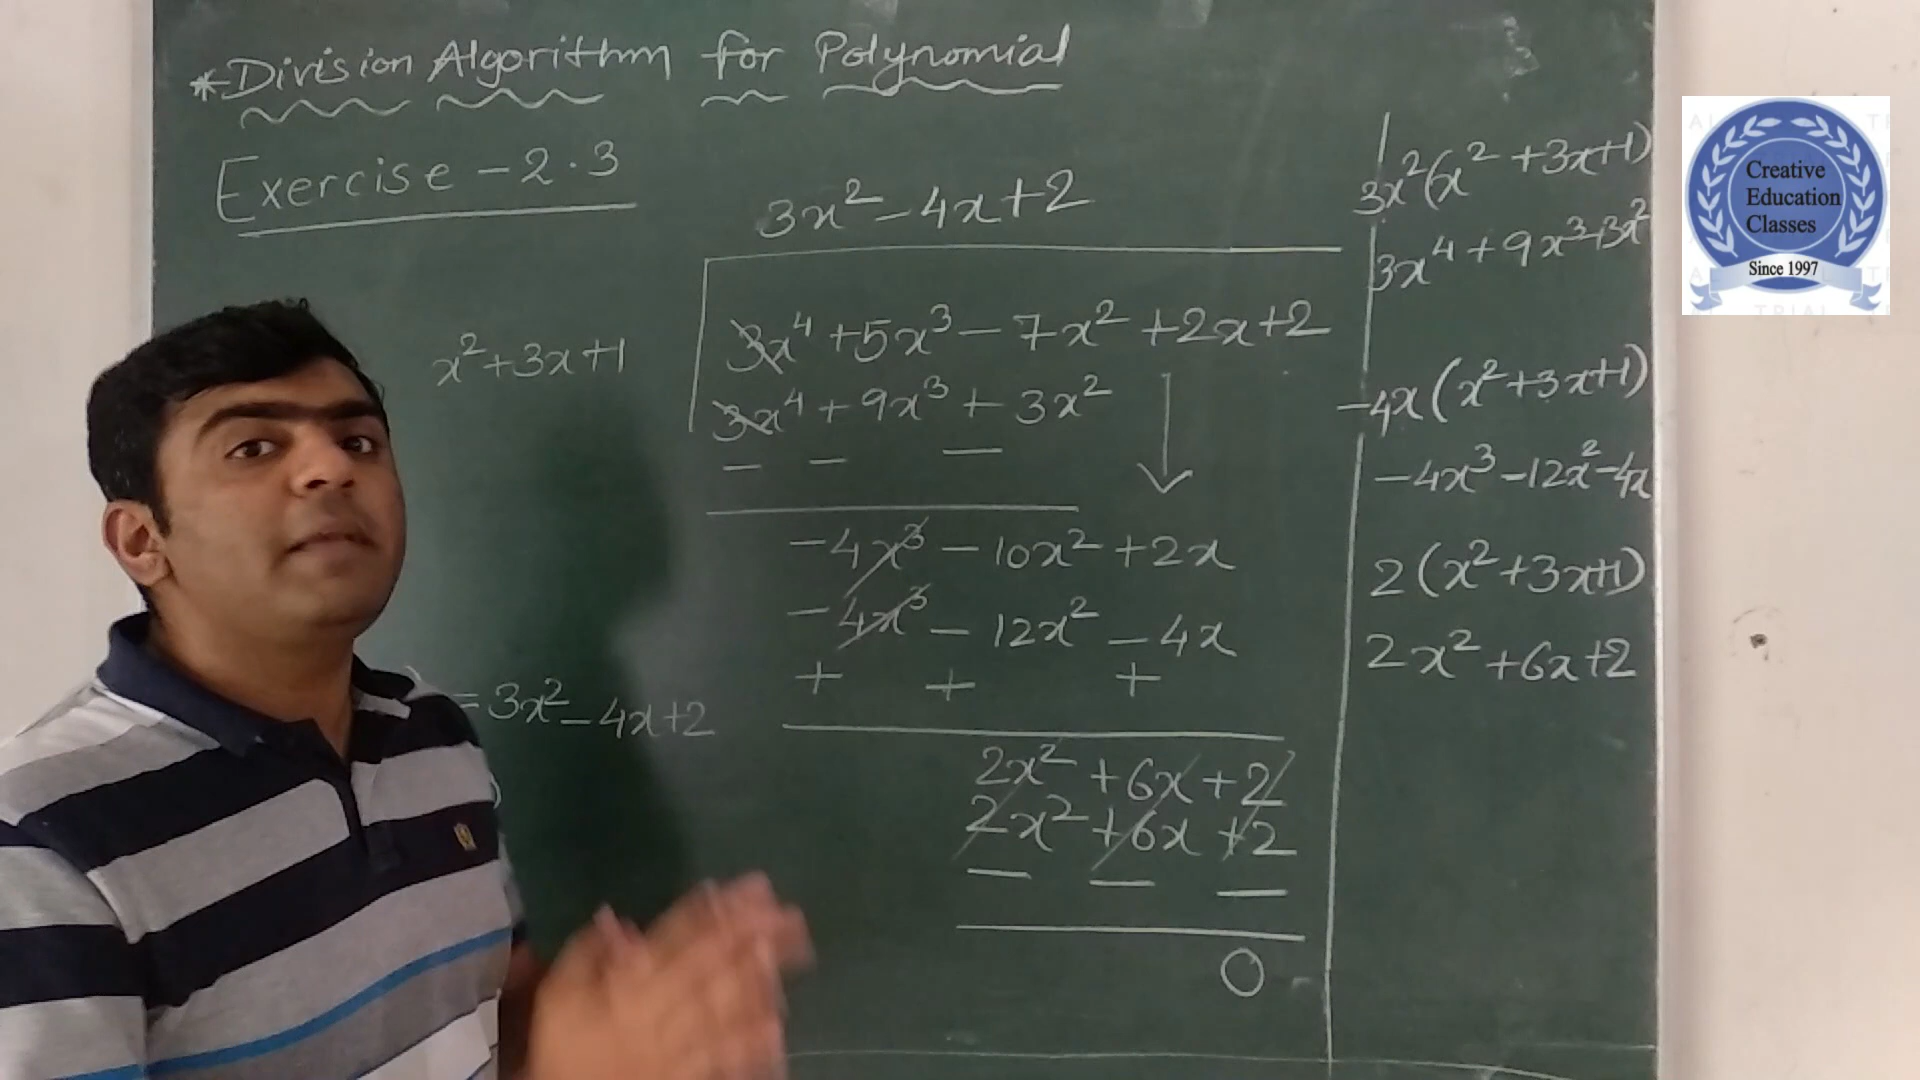 *Division Algorithm for Polynomial
Exercise - 2.3
3x² - 4x + 2
x² + 3x + 1
3x⁴ + 5x³ - 7x² + 2x + 2
3x⁴ + 9x³ + 3x²
— — —
- 4x³ - 10x² + 2x
- 4x³ - 12x² - 4x
+ + +
2x² + 6x + 2
2x² + 6x + 2
— — —
0
= 3x² - 4x + 2
)
3x²(x² + 3x + 1)
3x⁴ + 9x³ + 3x²
-4x(x² + 3x + 1)
-4x³ - 12x² - 4x
2(x² + 3x + 1)
2x² + 6x + 2
Creative
Education
Classes
Since 1997
TRIAL